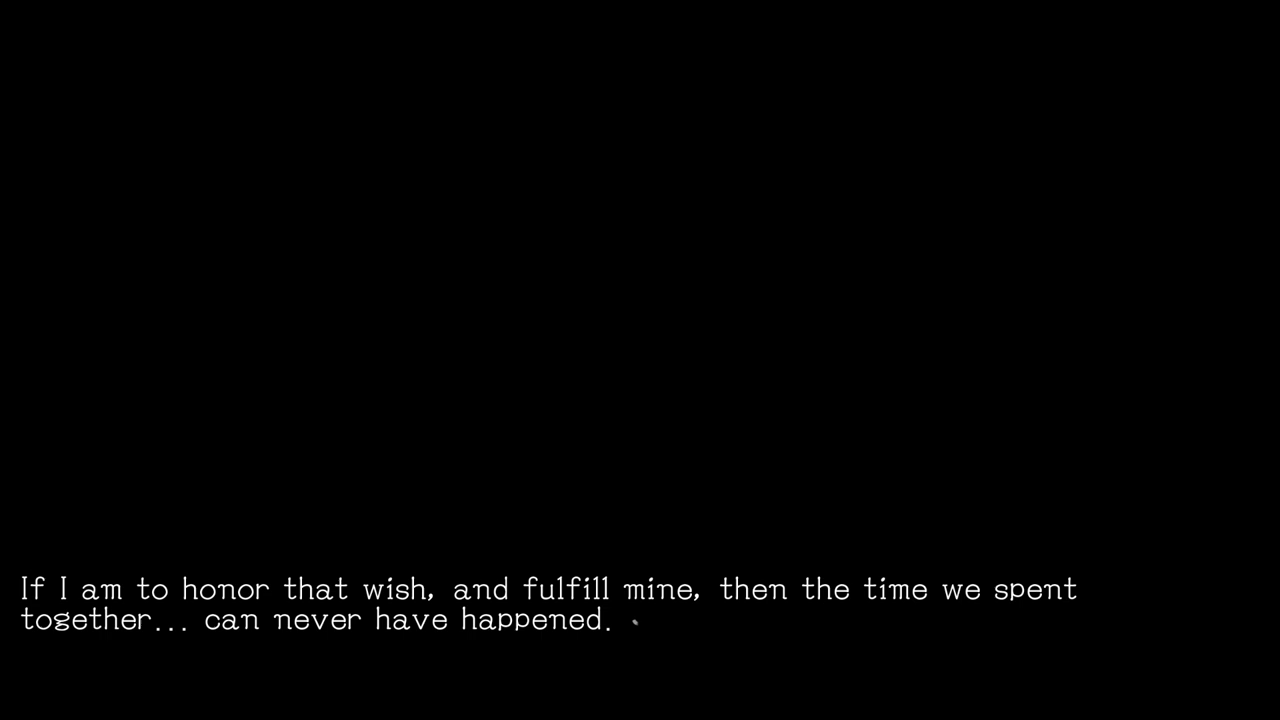 If I am to honor that wish, and fulfill mine, then the time we spent
together... can never have happened.